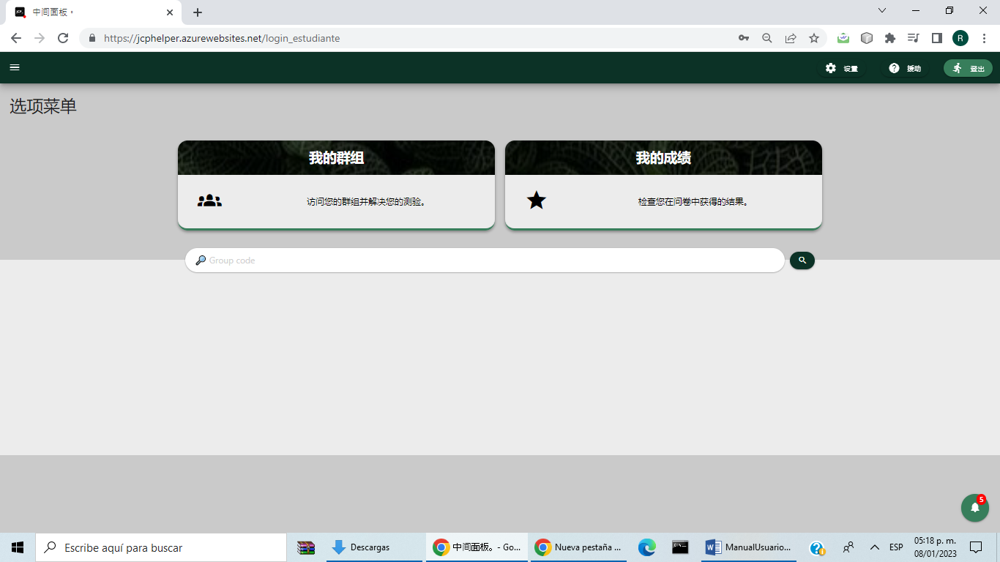 中间面板。
https://jcphelper.azurewebsites.net/login_estudiante
R
设置
援助
登出
选项菜单
我的群组
我的成绩
访问您的群组并解决您的测验。
检查您在问卷中获得的结果。
Group code
5
Escribe aquí para buscar
Descargas
中间面板。- Go...
Nueva pestaña ...
ManualUsuario...
ESP
05:18 p. m.
08/01/2023